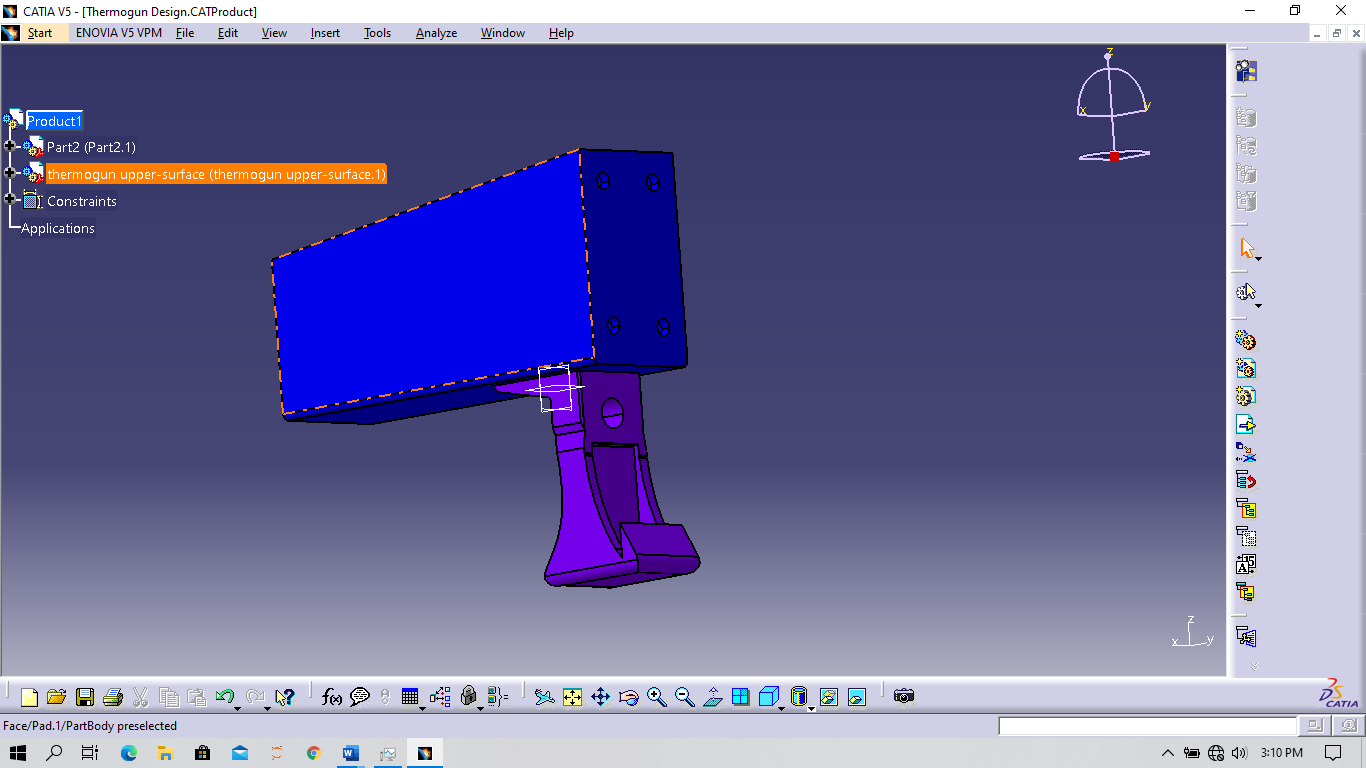 CATIA V5 - [Thermogun Design.CATProduct]
Start ENOVIA V5 VPM File Edit View Insert Tools Analyze Window Help
z
x y
Product1
Part2 (Part2.1)
thermogun upper-surface (thermogun upper-surface.1)
Constraints
Applications
z
x y
f(x)
CATIA
Face/Pad.1/PartBody preselected
3:10 PM